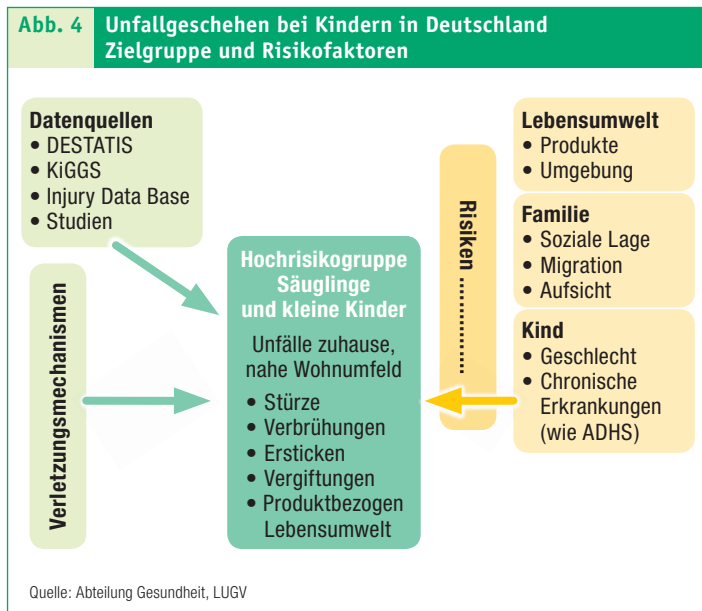 Abb. 4
Unfallgeschehen bei Kindern in Deutschland
Zielgruppe und Risikofaktoren
Datenquellen
• DESTATIS
• KiGGS
• Injury Data Base
• Studien
Verletzungsmechanismen
Hochrisikogruppe
Säuglinge
und kleine Kinder
Unfälle zuhause,
nahe Wohnumfeld
• Stürze
• Verbrühungen
• Ersticken
• Vergiftungen
• Produktbezogen
Lebensumwelt
Risiken ...............
Lebensumwelt
• Produkte
• Umgebung
Familie
• Soziale Lage
• Migration
• Aufsicht
Kind
• Geschlecht
• Chronische
Erkrankungen
(wie ADHS)
Quelle: Abteilung Gesundheit, LUGV